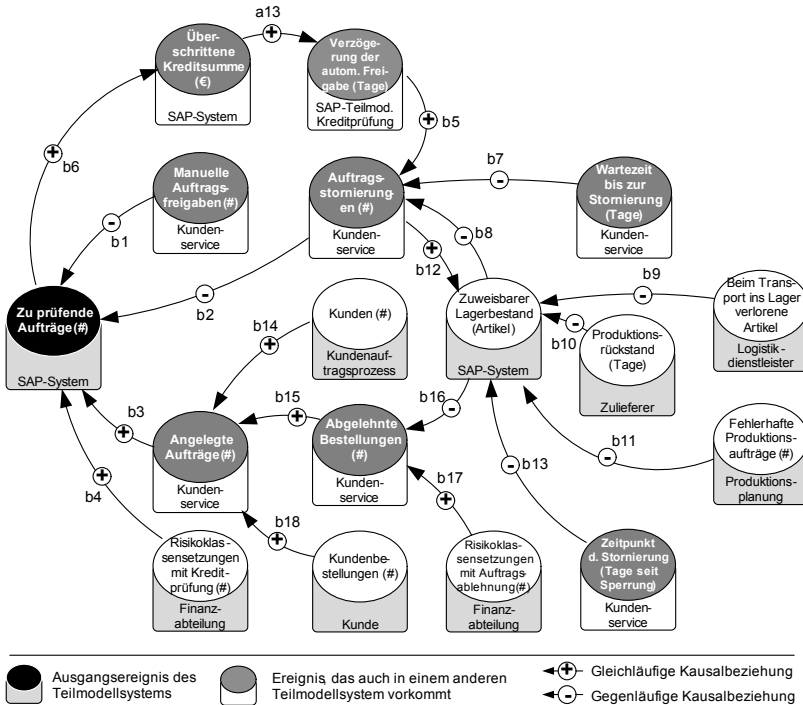 a13
Über-
schrittene
Kreditsumme
(€)
SAP-System
Verzöge-
rung der
autom. Frei-
gabe (Tage)
SAP-Teilmod.
Kreditprüfung
+
b6
+
b5
Manuelle
Auftrags-
freigaben (#)
Kunden-
service
-
b1
Auftrags-
stornierung-
en (#)
Kunden-
service
b7
-
Wartezeit
bis zur
Stornierung
(Tage)
Kunden-
service
-
b8
+
b12
-
b2
Zu prüfende
Aufträge (#)
SAP-System
b14
+
Kunden (#)
Kundenauf-
tragsprozess
Zuweisbarer
Lagerbestand
(Artikel)
SAP-System
b9
-
Beim Trans-
port ins Lager
verlorene
Artikel
Logistik-
dienstleister
-
b10
Produktions-
rückstand
(Tage)
Zulieferer
b3
+
b15
+
b16
-
Angelegte
Aufträge (#)
Kunden-
service
Abgelehnte
Bestellungen
(#)
Kunden-
service
b11
-
b13
-
Fehlerhafte
Produktions-
aufträge (#)
Produktions-
planung
+
b4
b17
+
b18
+
Risikoklas-
sensetzungen
mit Kredit-
prüfung (#)
Finanz-
abteilung
Kundenbe-
stellungen (#)
Kunde
Risikoklas-
sensetzungen
mit Auftrags-
ablehnung(#)
Finanz-
abteilung
Zeitpunkt
d. Stornierung
(Tage seit
Sperrung)
Kunden-
service
Ausgangsereignis des
Teilmodellsystems
Ereignis, das auch in einem anderen
Teilmodellsystem vorkommt
+ Gleichläufige Kausalbeziehung
- Gegenläufige Kausalbeziehung